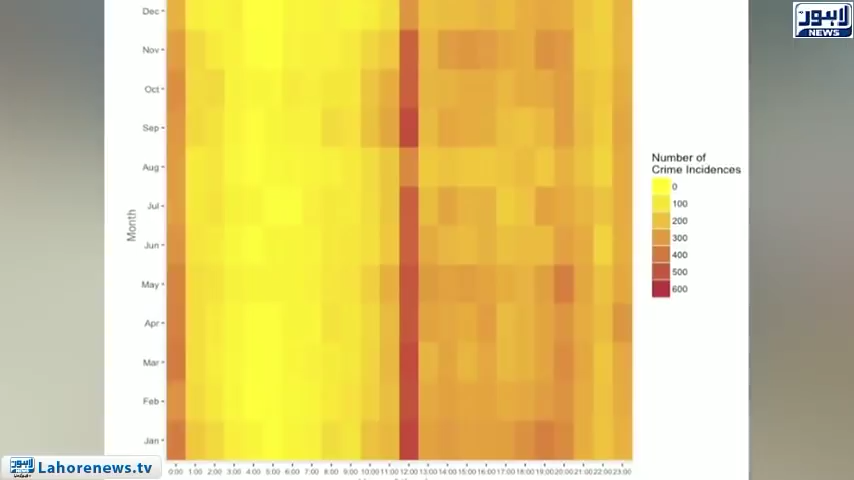 لاہور
NEWS
Dec
Nov
Oct
Sep
Aug
Jul
Jun
May
Apr
Mar
Feb
Jan
Month
0:00 1:00 2:00 3:00 4:00 5:00 6:00 7:00 8:00 9:00 10:00 11:00 12:00 13:00 14:00 15:00 16:00 17:00 18:00 19:00 20:00 21:00 22:00 23:00
Number of
Crime Incidences
0
100
200
300
400
500
600
Lahorenews.tv